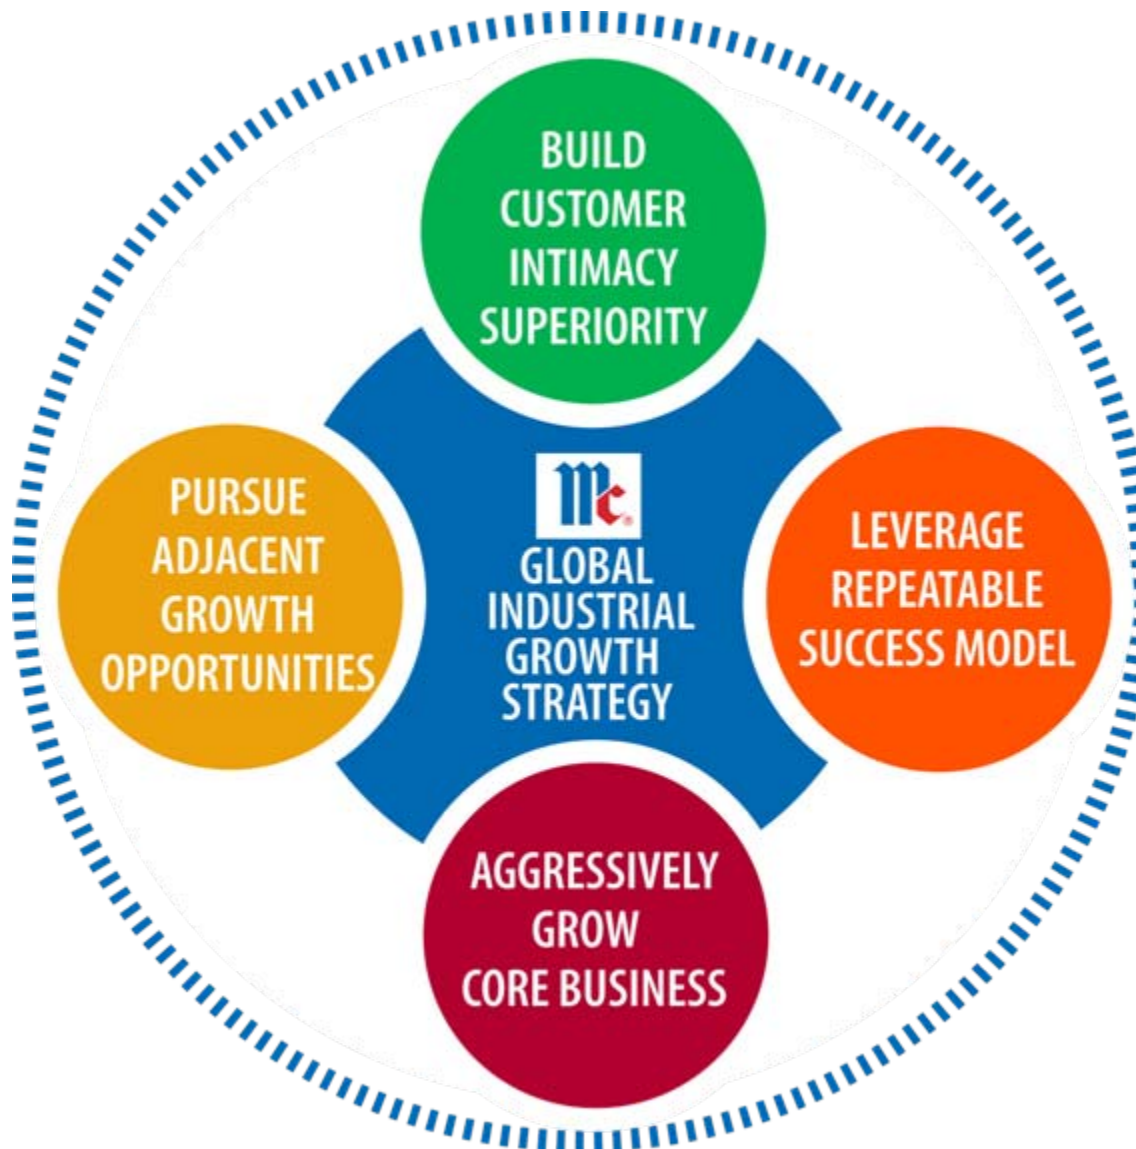 BUILD
CUSTOMER
INTIMACY
SUPERIORITY
PURSUE
ADJACENT
GROWTH
OPPORTUNITIES
Mc®
GLOBAL
INDUSTRIAL
GROWTH
STRATEGY
LEVERAGE
REPEATABLE
SUCCESS MODEL
AGGRESSIVELY
GROW
CORE BUSINESS